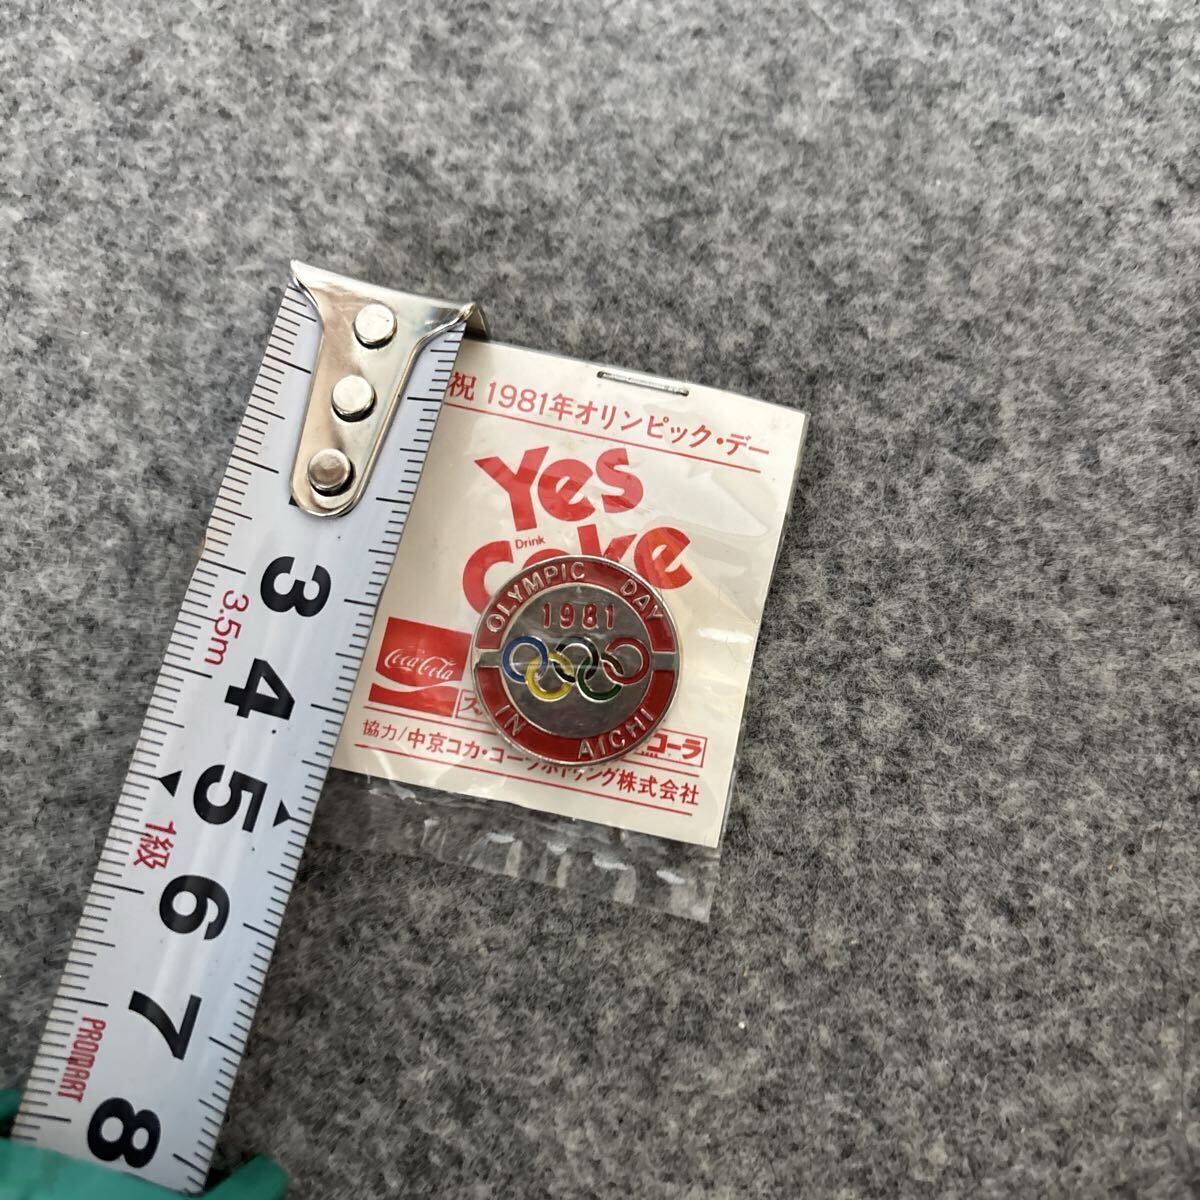 祝 1981年オリンピック・デー
Yes
Drink
Coke
OLYMPIC DAY
1981
IN AICHI
Coca-Cola
コーラ
協力/中京コカ・コーラボトリング株式会社
3
3.5m
4
5
1級
6
7
PROMART
8